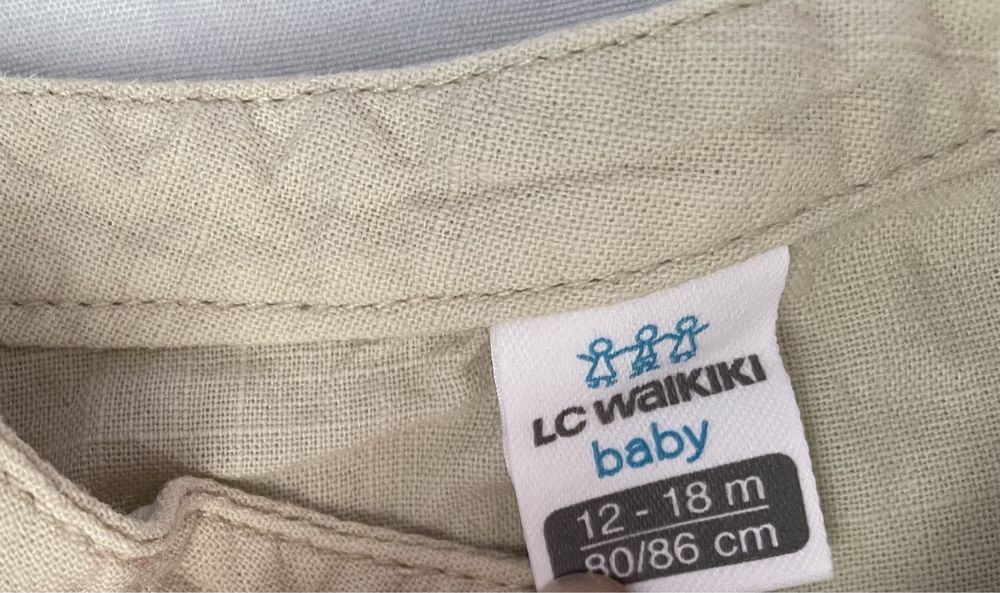 LC WAIKIKI
baby
12 - 18 m
80/86 cm